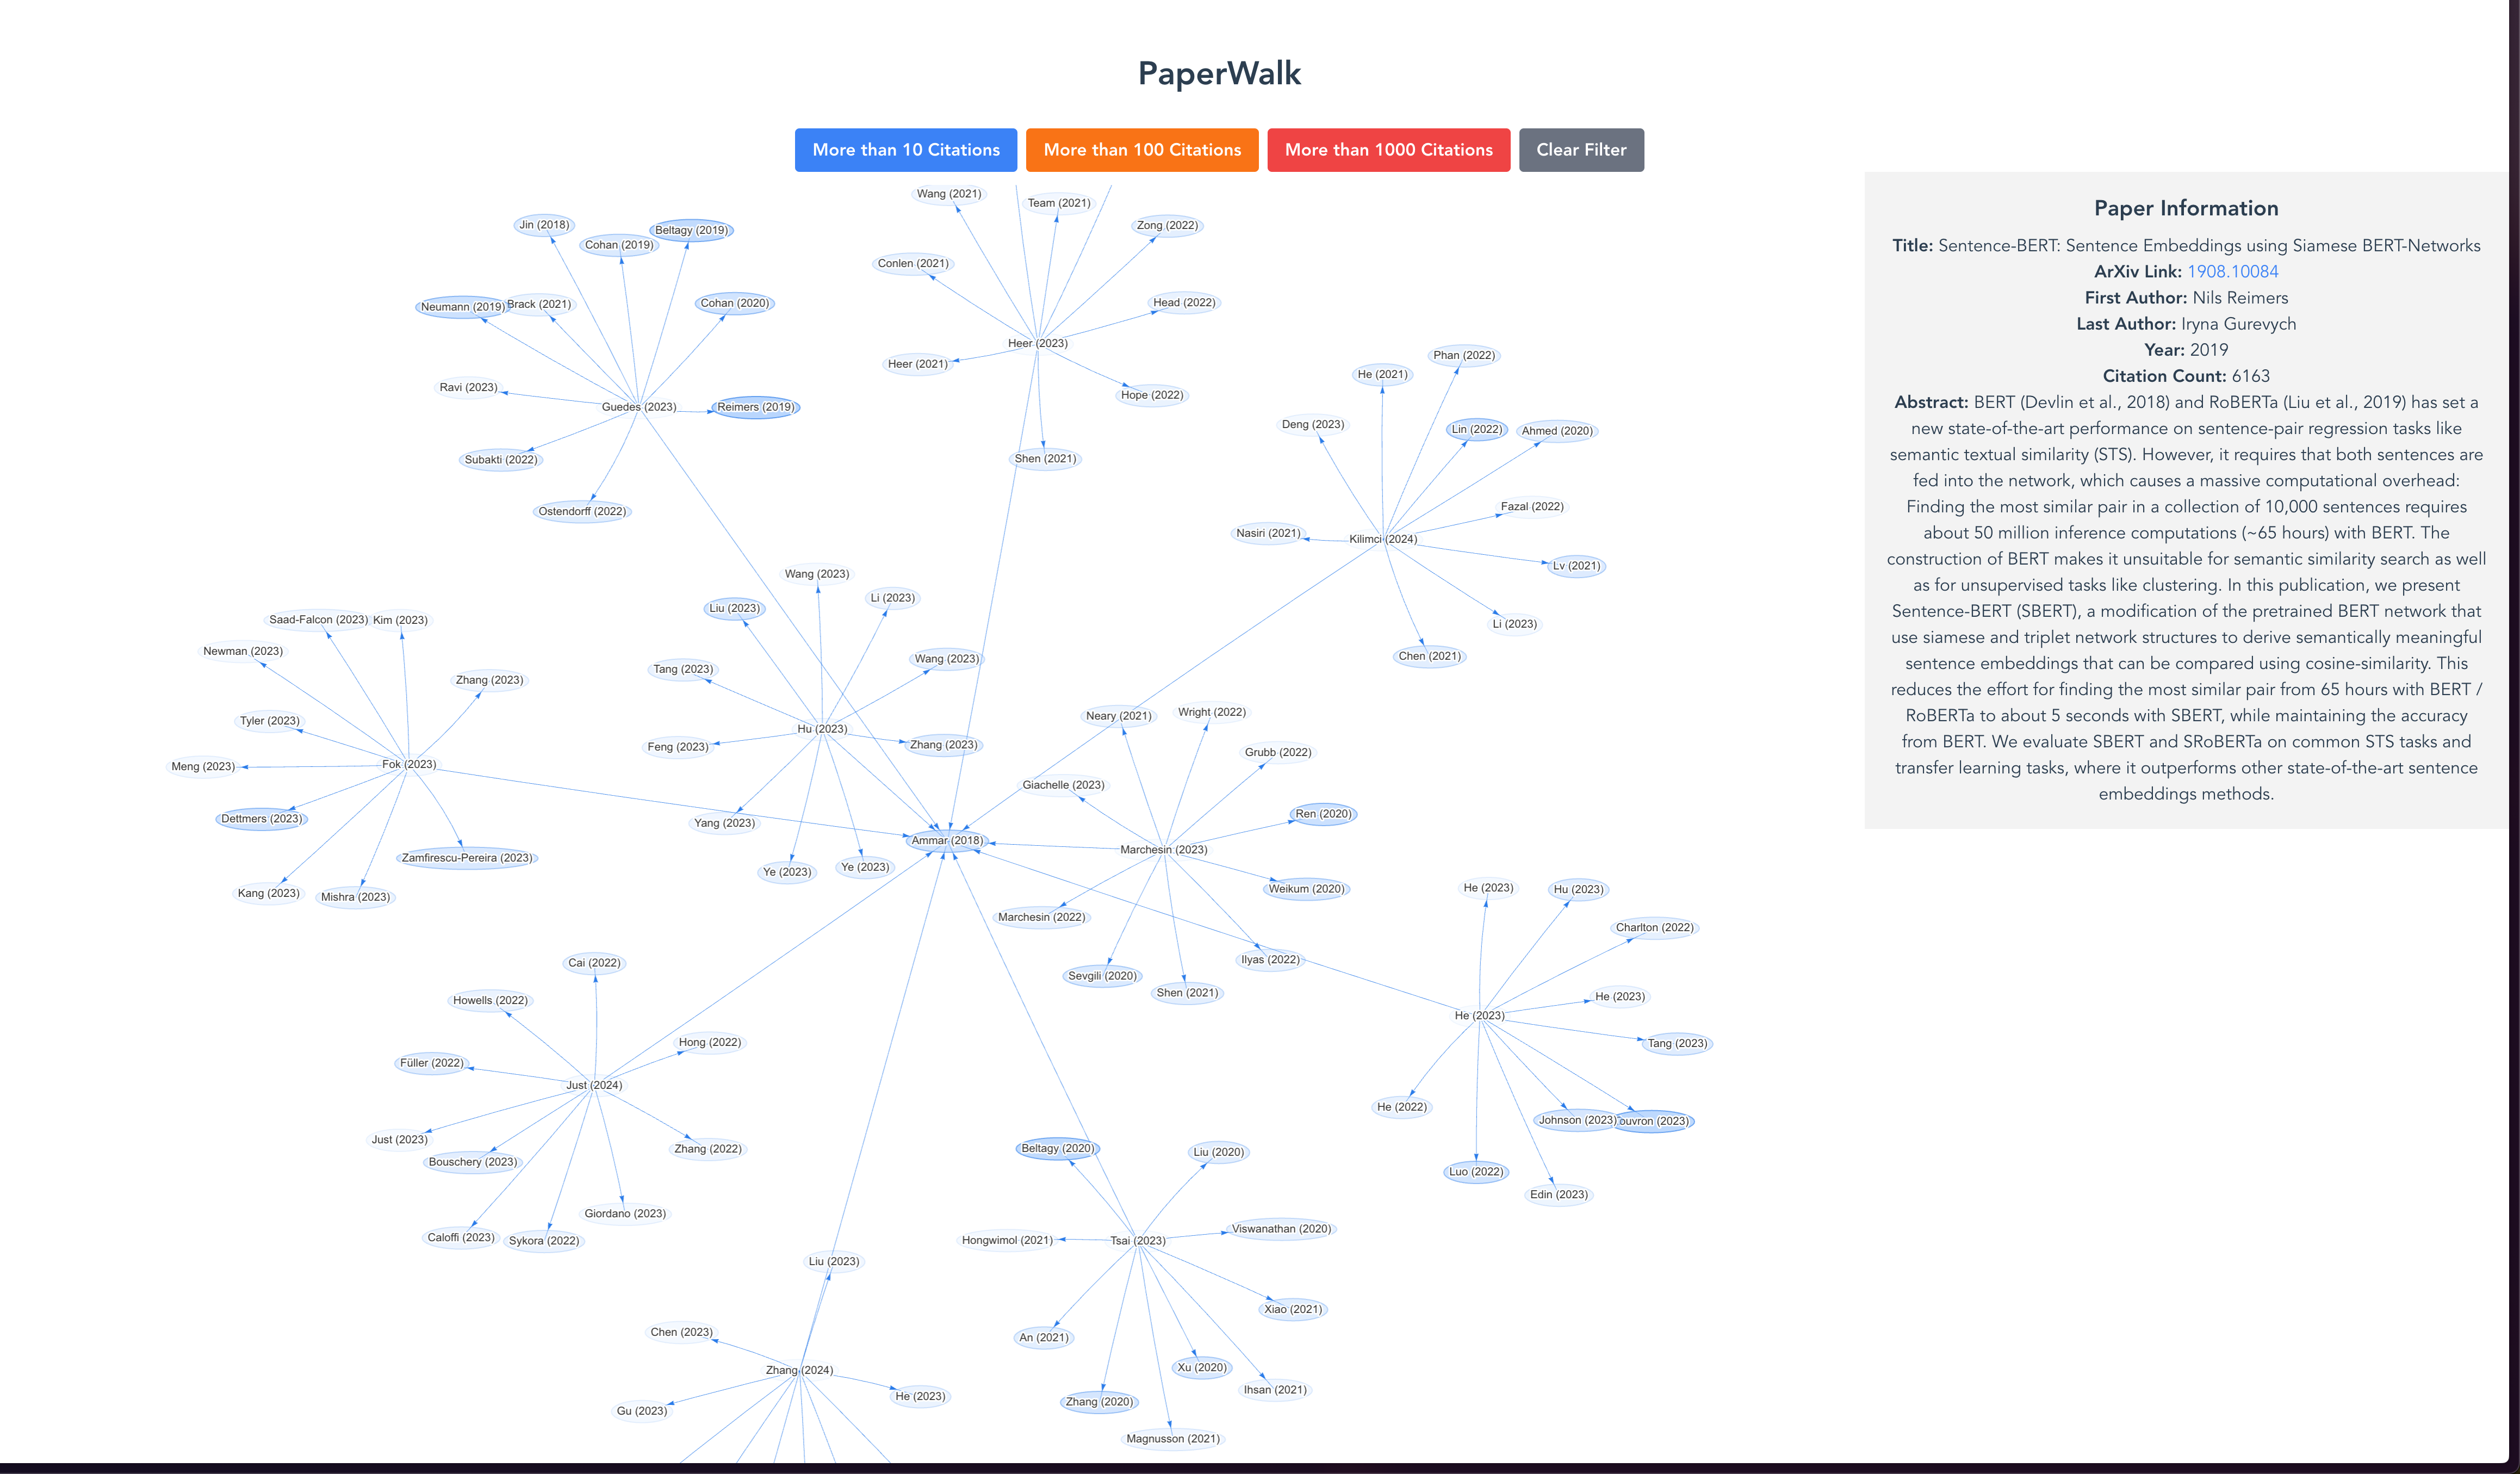 PaperWalk
More than 10 Citations
More than 100 Citations
More than 1000 Citations
Clear Filter
Wang (2021)
Team (2021)
Zong (2022)
Conlen (2021)
Head (2022)
Heer (2023)
Heer (2021)
Hope (2022)
Shen (2021)
Jin (2018)
Beltagy (2019)
Cohan (2019)
Neumann (2019)
Brack (2021)
Cohan (2020)
Ravi (2023)
Guedes (2023)
Reimers (2019)
Subakti (2022)
Ostendorff (2022)
Phan (2022)
He (2021)
Deng (2023)
Lin (2022)
Ahmed (2020)
Fazal (2022)
Nasiri (2021)
Kilimci (2024)
Lv (2021)
Li (2023)
Chen (2021)
Wang (2023)
Li (2023)
Liu (2023)
Tang (2023)
Wang (2023)
Hu (2023)
Feng (2023)
Zhang (2023)
Yang (2023)
Ye (2023)
Ye (2023)
Saad-Falcon (2023)
Kim (2023)
Newman (2023)
Zhang (2023)
Tyler (2023)
Meng (2023)
Fok (2023)
Dettmers (2023)
Zamfirescu-Pereira (2023)
Kang (2023)
Mishra (2023)
Ammar (2018)
Neary (2021)
Wright (2022)
Grubb (2022)
Giachelle (2023)
Ren (2020)
Marchesin (2023)
Weikum (2020)
Marchesin (2022)
Ilyas (2022)
Sevgili (2020)
Shen (2021)
He (2023)
Hu (2023)
Charlton (2022)
He (2023)
He (2023)
Tang (2023)
He (2022)
Johnson (2023)
ouvron (2023)
Luo (2022)
Edin (2023)
Cai (2022)
Howells (2022)
Hong (2022)
Füller (2022)
Just (2024)
Just (2023)
Zhang (2022)
Bouschery (2023)
Giordano (2023)
Caloffi (2023)
Sykora (2022)
Beltagy (2020)
Liu (2020)
Viswanathan (2020)
Hongwimol (2021)
Tsai (2023)
Xiao (2021)
An (2021)
Xu (2020)
Ihsan (2021)
Zhang (2020)
Magnusson (2021)
Liu (2023)
Chen (2023)
Zhang (2024)
He (2023)
Gu (2023)
Paper Information
Title: Sentence-BERT: Sentence Embeddings using Siamese BERT-Networks
ArXiv Link: 1908.10084
First Author: Nils Reimers
Last Author: Iryna Gurevych
Year: 2019
Citation Count: 6163
Abstract: BERT (Devlin et al., 2018) and RoBERTa (Liu et al., 2019) has set a
new state-of-the-art performance on sentence-pair regression tasks like
semantic textual similarity (STS). However, it requires that both sentences are
fed into the network, which causes a massive computational overhead:
Finding the most similar pair in a collection of 10,000 sentences requires
about 50 million inference computations (~65 hours) with BERT. The
construction of BERT makes it unsuitable for semantic similarity search as well
as for unsupervised tasks like clustering. In this publication, we present
Sentence-BERT (SBERT), a modification of the pretrained BERT network that
use siamese and triplet network structures to derive semantically meaningful
sentence embeddings that can be compared using cosine-similarity. This
reduces the effort for finding the most similar pair from 65 hours with BERT /
RoBERTa to about 5 seconds with SBERT, while maintaining the accuracy
from BERT. We evaluate SBERT and SRoBERTa on common STS tasks and
transfer learning tasks, where it outperforms other state-of-the-art sentence
embeddings methods.